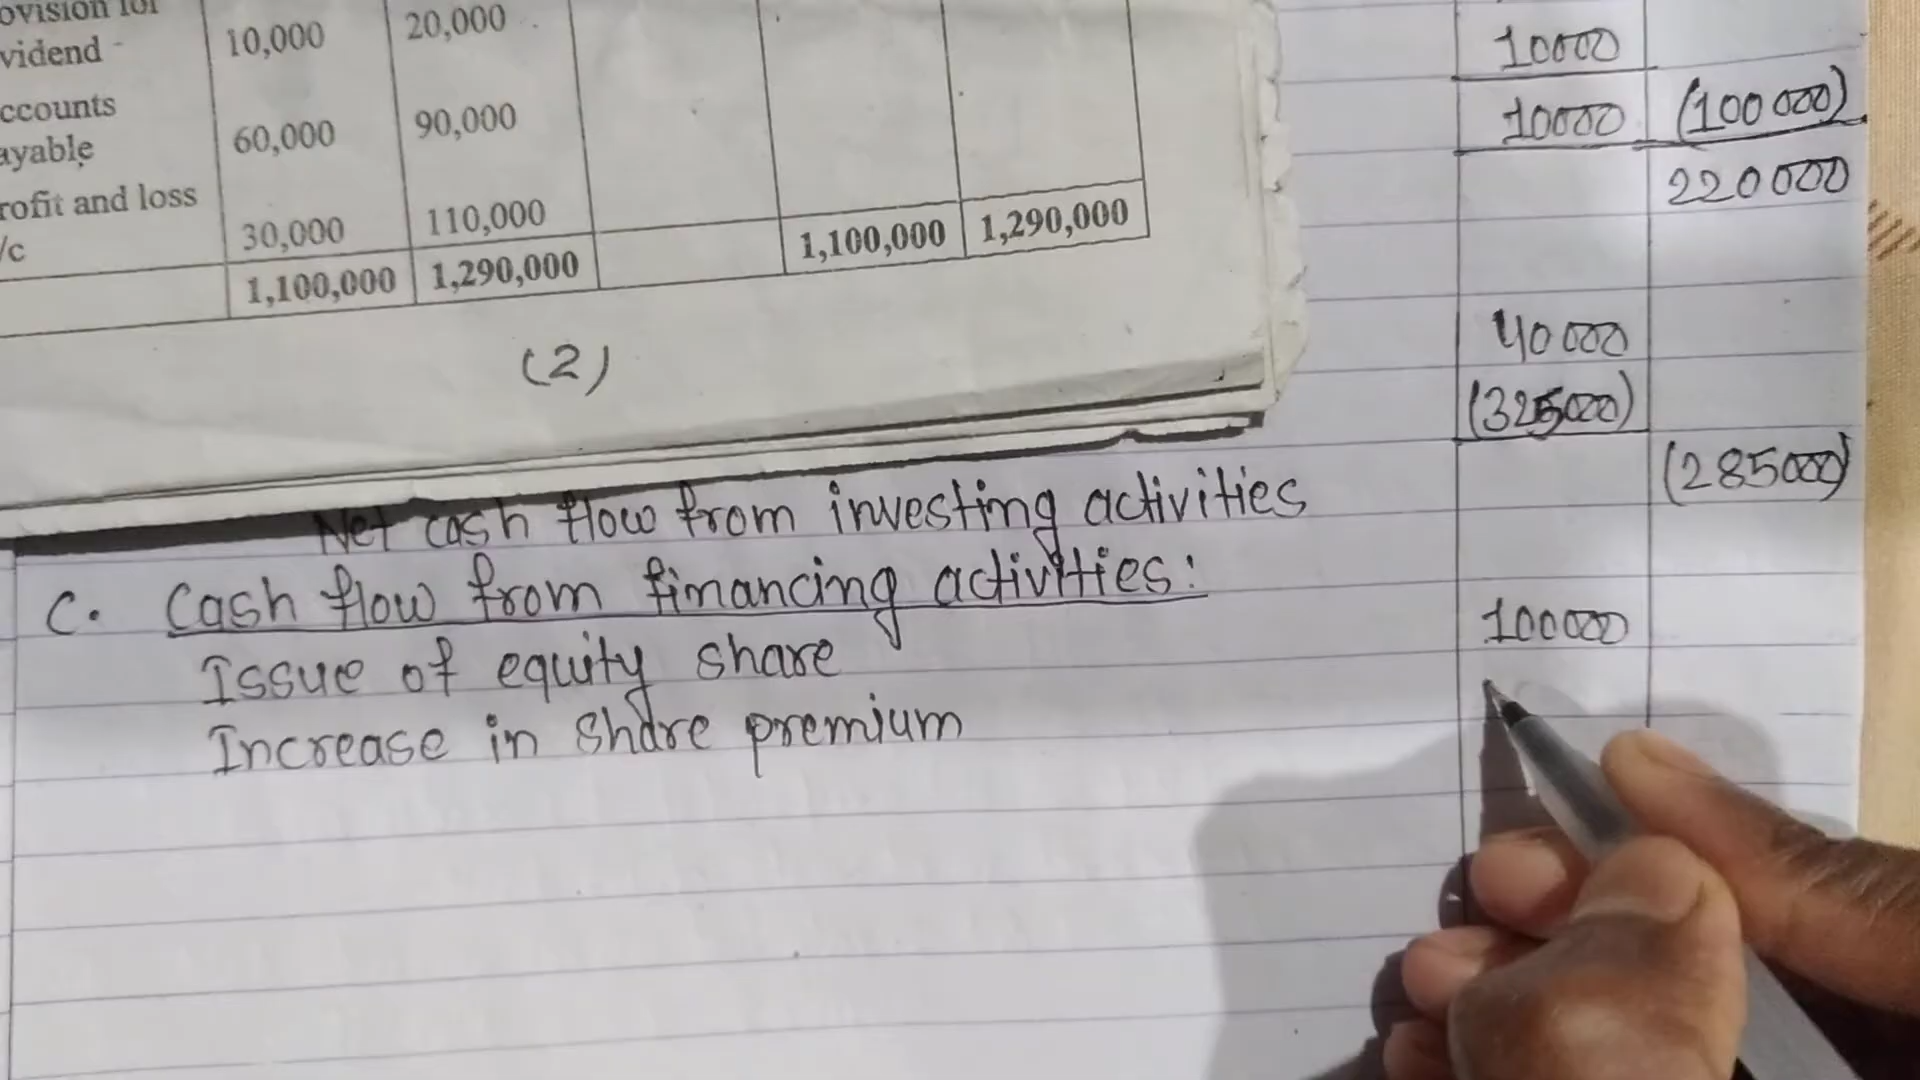 vidend 10,000 20,000
ccounts
ayable 60,000 90,000
rofit and loss
/c 30,000 110,000
1,100,000 1,290,000 1,100,000 1,290,000
(2)
10000
10000 (100000)
220000
40000
(325000)
Net cash flow from investing activities (285000)
C. Cash flow from financing activities:
Issue of equity share 100000
Increase in share premium